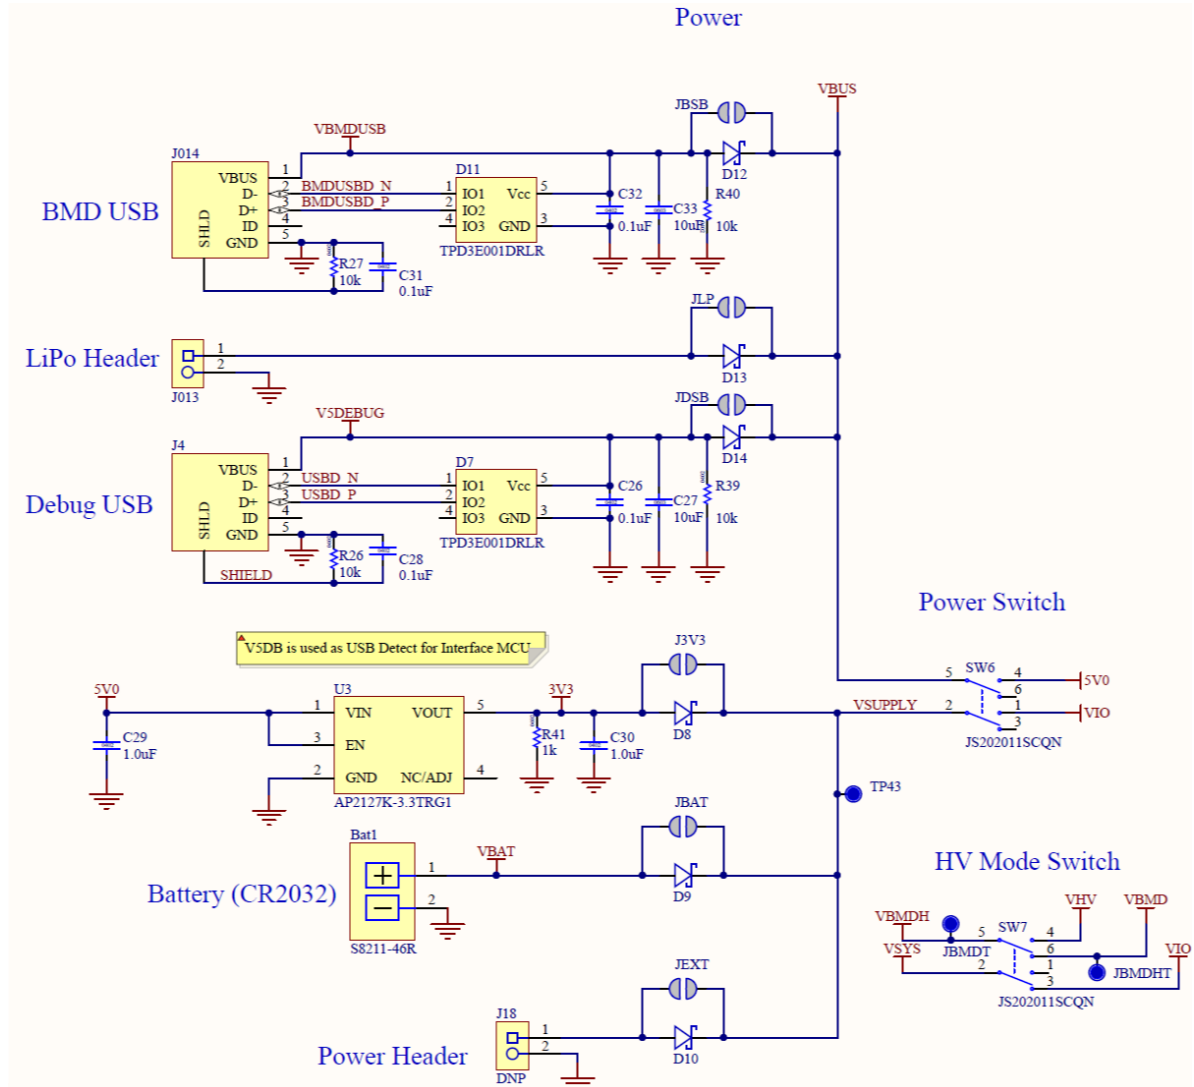 Power
VBUS
JBSB
VBMDUSB
J014
D11
D12
VBUS 1
D- 2 BMDUSBD_N 1 IO1 Vcc 5
D+ 3 BMDUSBD_P 2 IO2
ID 4 4 IO3 GND 3
GND 5
SHLD
BMD USB
TPD3E001DRLR
C32
0.1uF
C33
10uF
R40
10k
R27
10k
C31
0.1uF
JLP
LiPo Header
1
2
J013
D13
JDSB
V5DEBUG
J4
D7
D14
VBUS 1
D- 2 USBD_N 1 IO1 Vcc 5
D+ 3 USBD_P 2 IO2
ID 4 4 IO3 GND 3
GND 5
SHLD
Debug USB
TPD3E001DRLR
C26
0.1uF
C27
10uF
R39
10k
R26
10k
C28
0.1uF
SHIELD
Power Switch
V5DB is used as USB Detect for Interface MCU
J3V3
SW6
5V0
U3
3V3
5 4 5V0
6
VSUPPLY 2 1 VIO
3
JS202011SCQN
1 VIN VOUT 5
3 EN
2 GND NC/ADJ 4
AP2127K-3.3TRG1
C29
1.0uF
R41
1k
C30
1.0uF
D8
TP43
JBAT
Bat1
VBAT
1
2
Battery (CR2032)
S8211-46R
D9
HV Mode Switch
VHV
VBMD
VBMDH
SW7
5 4
6
JBMDT
VSYS
2 1
3
JBMDHT
VIO
JS202011SCQN
JEXT
J18
1
2
Power Header
DNP
D10